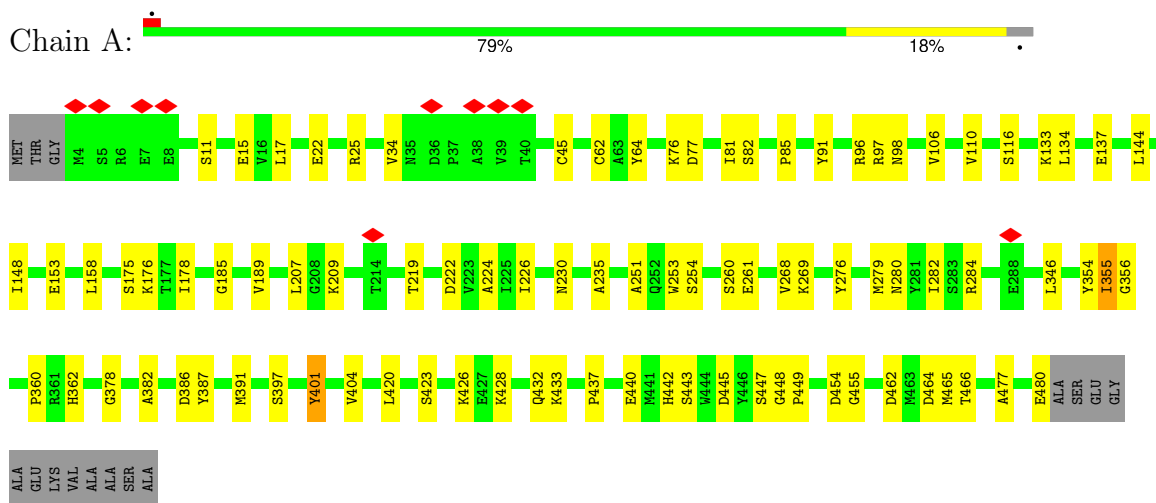 Chain A:
• 79% 18% •
MET THR GLY M4 S5 R6 E7 E8 S11 E15 V16 L17 E22 R25 V34 N35 D36 P37 A38 V39 T40 C45 C62 A63 Y64 K76 D77 I81 S82 P85 Y91 R96 R97 N98 V106 V110 S116 K133 L134 E137 L144
I148 E153 L158 S175 K176 T177 I178 G185 V189 L207 G208 K209 T214 T219 D222 V223 A224 I225 I226 N230 A235 A251 Q252 W253 S254 S260 E261 V268 K269 Y276 M279 N280 Y281 I282 S283 R284 E288 L346 Y354 I355 G356
P360 R361 H362 G378 A382 D386 Y387 M391 S397 Y401 V404 L420 S423 K426 E427 K428 Q432 K433 P437 E440 M441 H442 S443 W444 D445 Y446 S447 G448 P449 D454 G455 D462 M463 D464 M465 T466 A477 E480 ALA SER GLU GLY
ALA GLU LYS VAL ALA ALA SER ALA